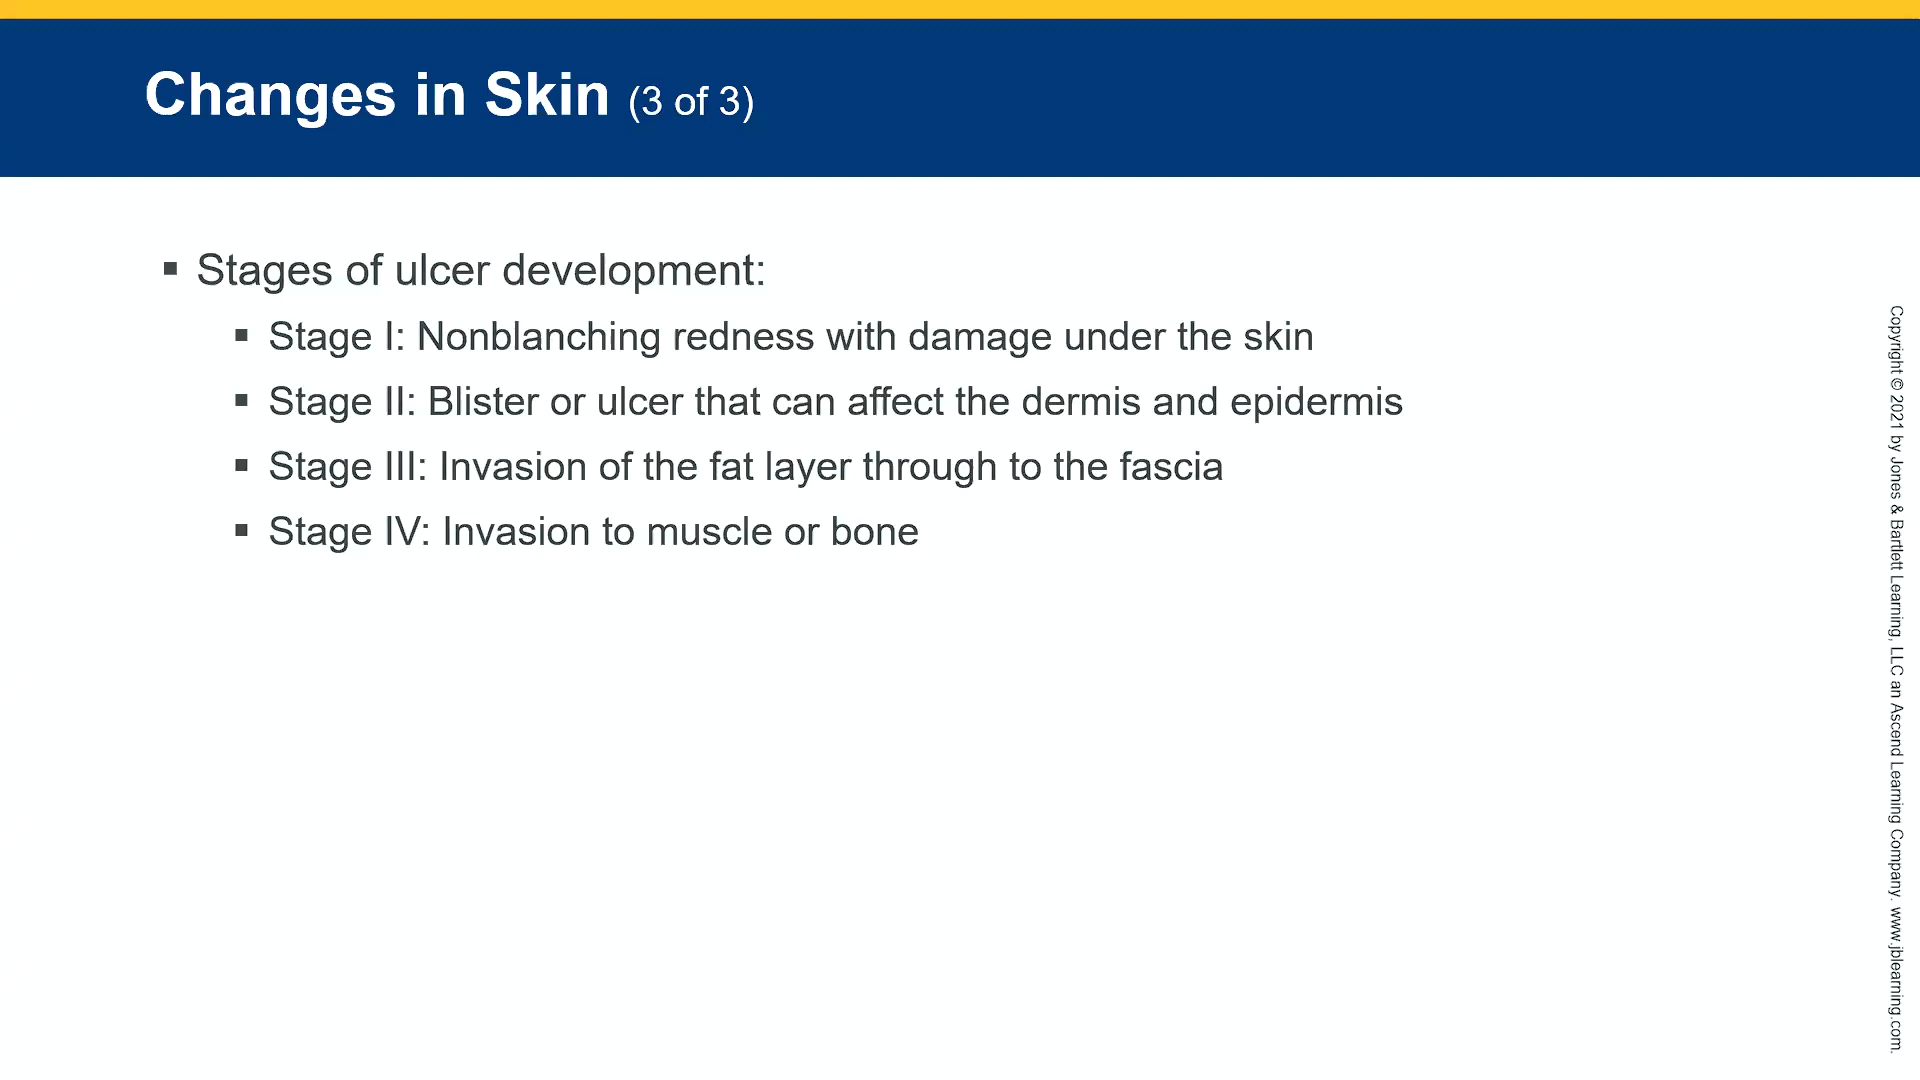 Changes in Skin (3 of 3)
▪ Stages of ulcer development:
▪ Stage I: Nonblanching redness with damage under the skin
▪ Stage II: Blister or ulcer that can affect the dermis and epidermis
▪ Stage III: Invasion of the fat layer through to the fascia
▪ Stage IV: Invasion to muscle or bone
Copyright © 2021 by Jones & Bartlett Learning, LLC an Ascend Learning Company. www.jblearning.com.